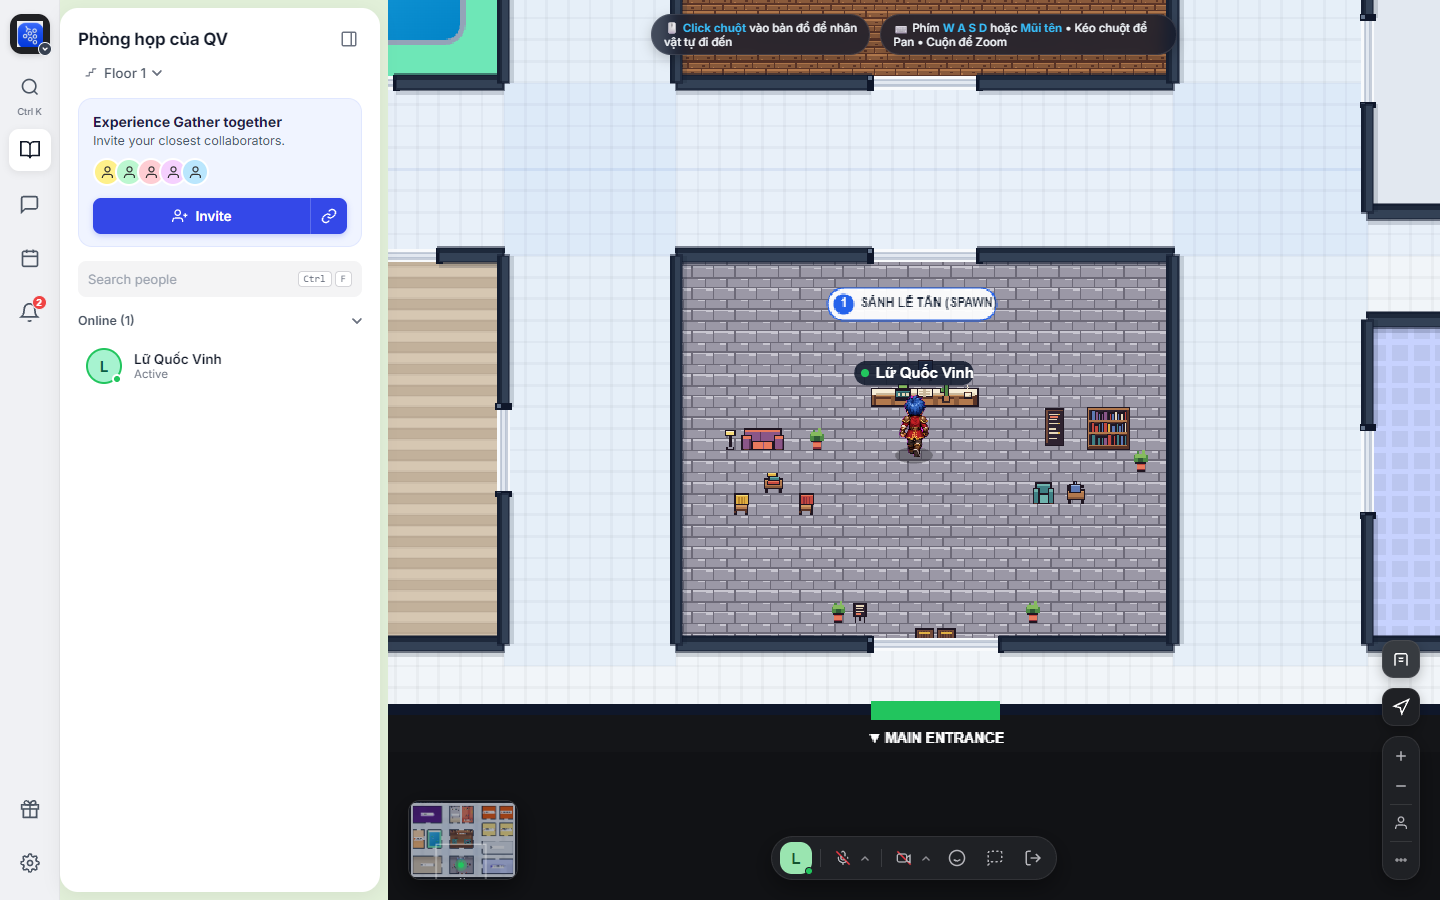 Phòng họp của QV
Floor 1
Ctrl K
Experience Gather together
Invite your closest collaborators.
Invite
Search people
Ctrl F
2
Online (1)
L
Lữ Quốc Vinh
Active
Click chuột vào bản đồ để nhân
vật tự đi đến
Phím W A S D hoặc Mũi tên • Kéo chuột để
Pan • Cuộn để Zoom
1 SẢNH LỄ TÂN (SPAWN
Lữ Quốc Vinh
▼ MAIN ENTRANCE
L